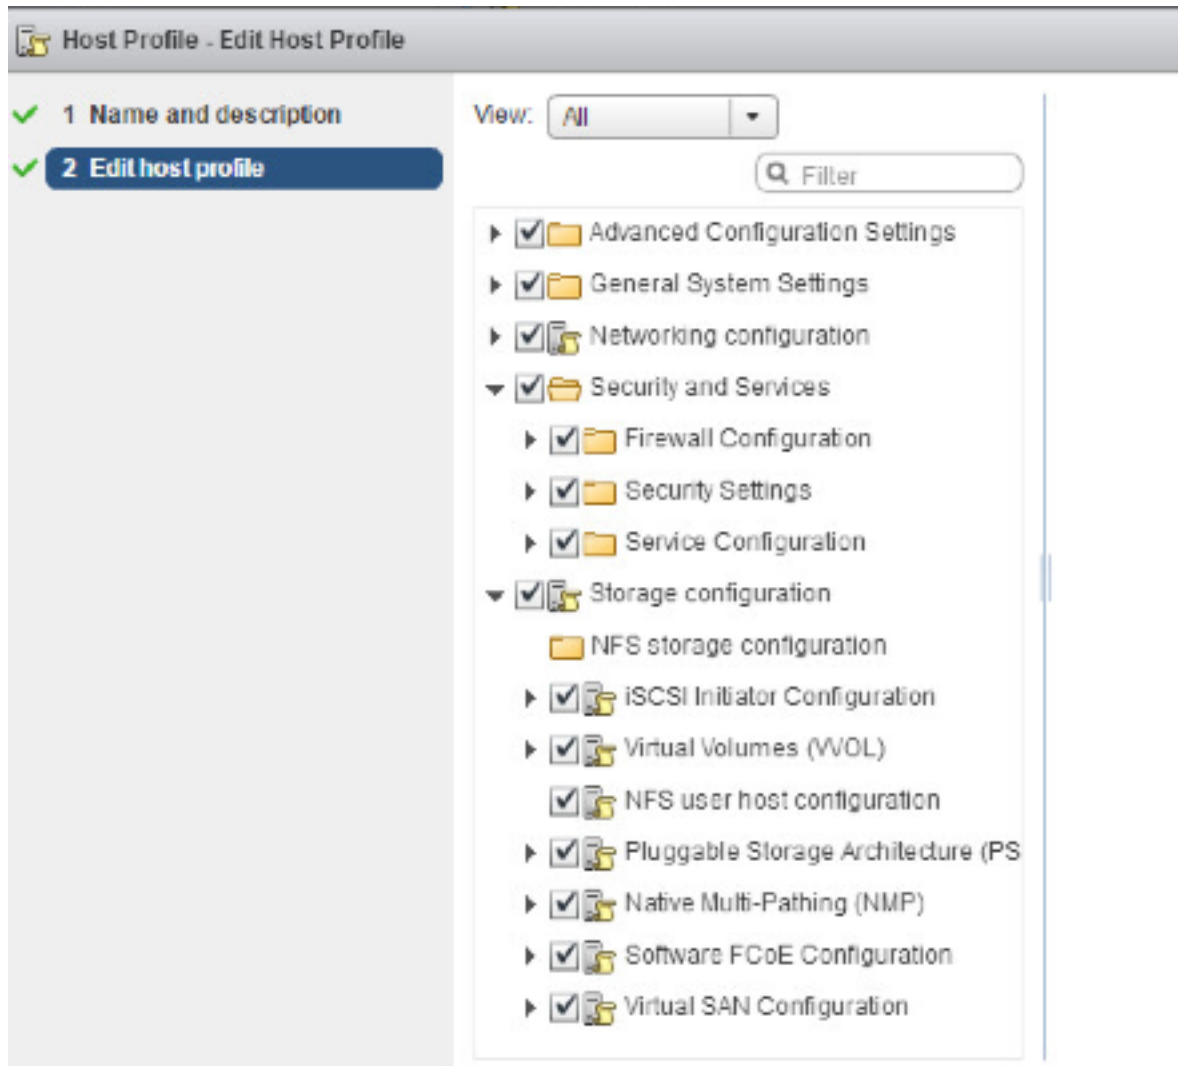 Host Profile - Edit Host Profile
1 Name and description
2 Edit host profile
View: All
Filter
Advanced Configuration Settings
General System Settings
Networking configuration
Security and Services
Firewall Configuration
Security Settings
Service Configuration
Storage configuration
NFS storage configuration
iSCSI Initiator Configuration
Virtual Volumes (VVOL)
NFS user host configuration
Pluggable Storage Architecture (PS
Native Multi-Pathing (NMP)
Software FCoE Configuration
Virtual SAN Configuration